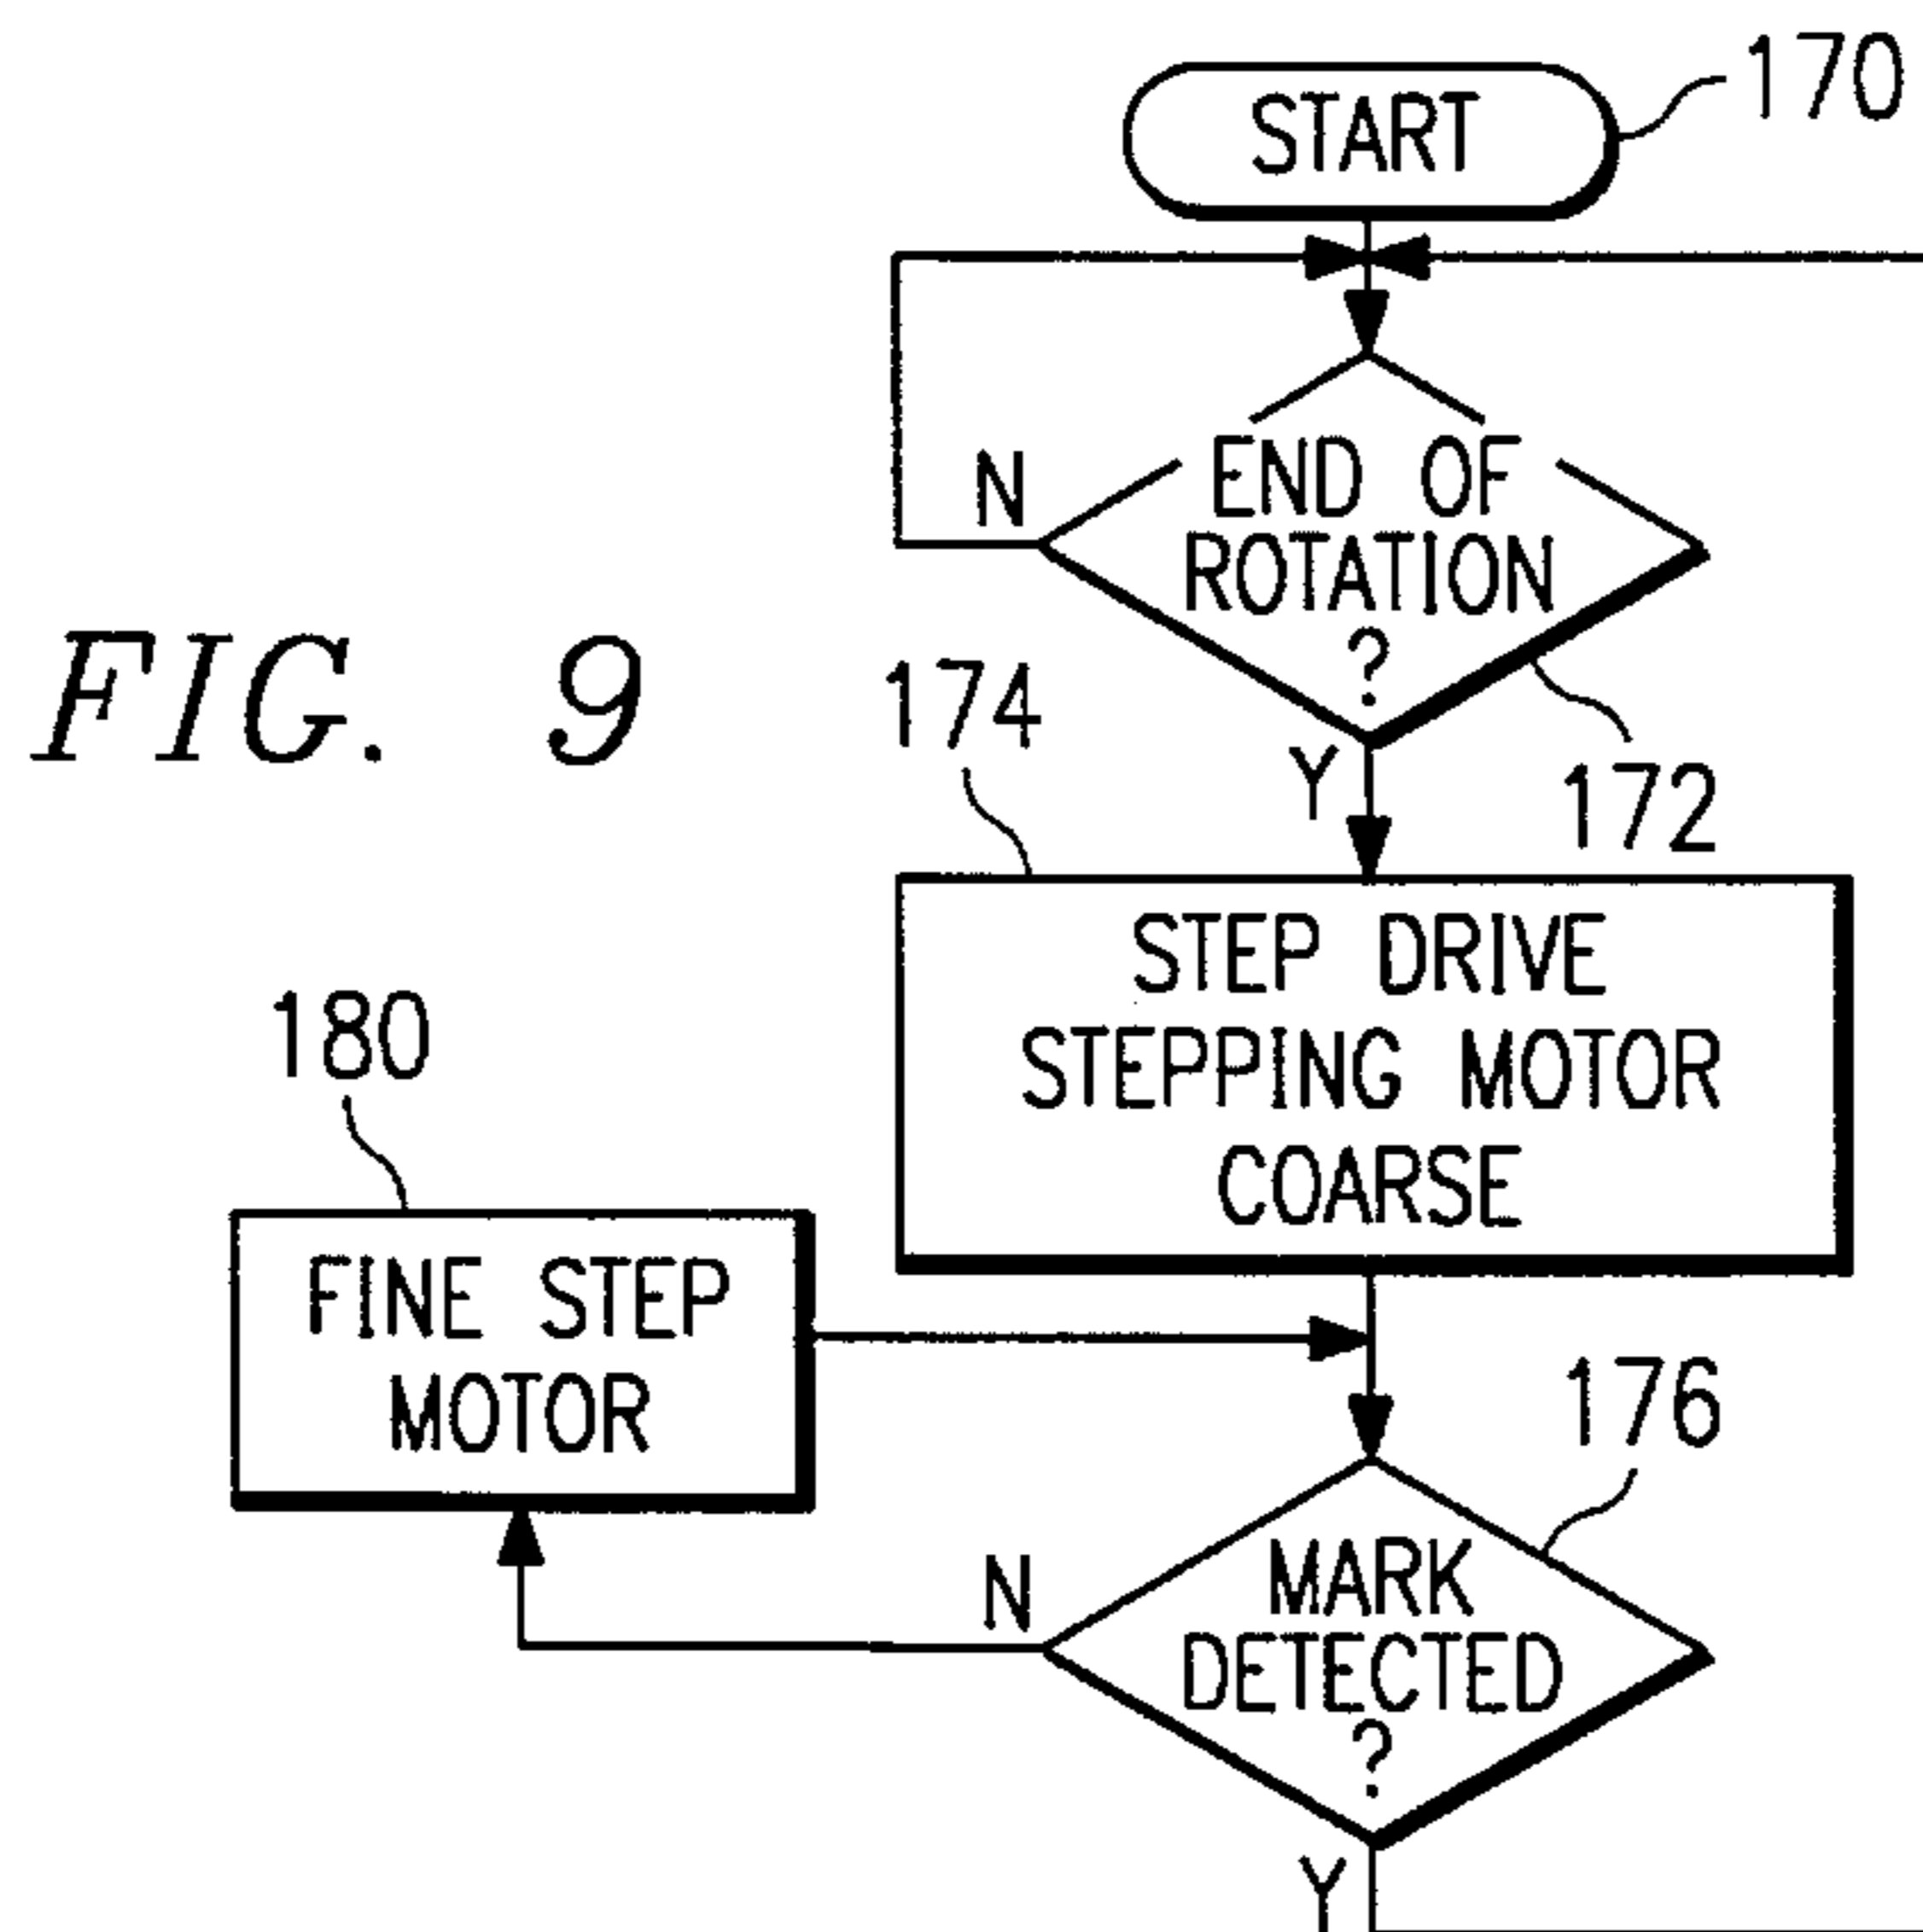 START
170
END OF
ROTATION
?
N
Y
172
FIG. 9
174
STEP DRIVE
STEPPING MOTOR
COARSE
180
FINE STEP
MOTOR
176
MARK
DETECTED
?
N
Y